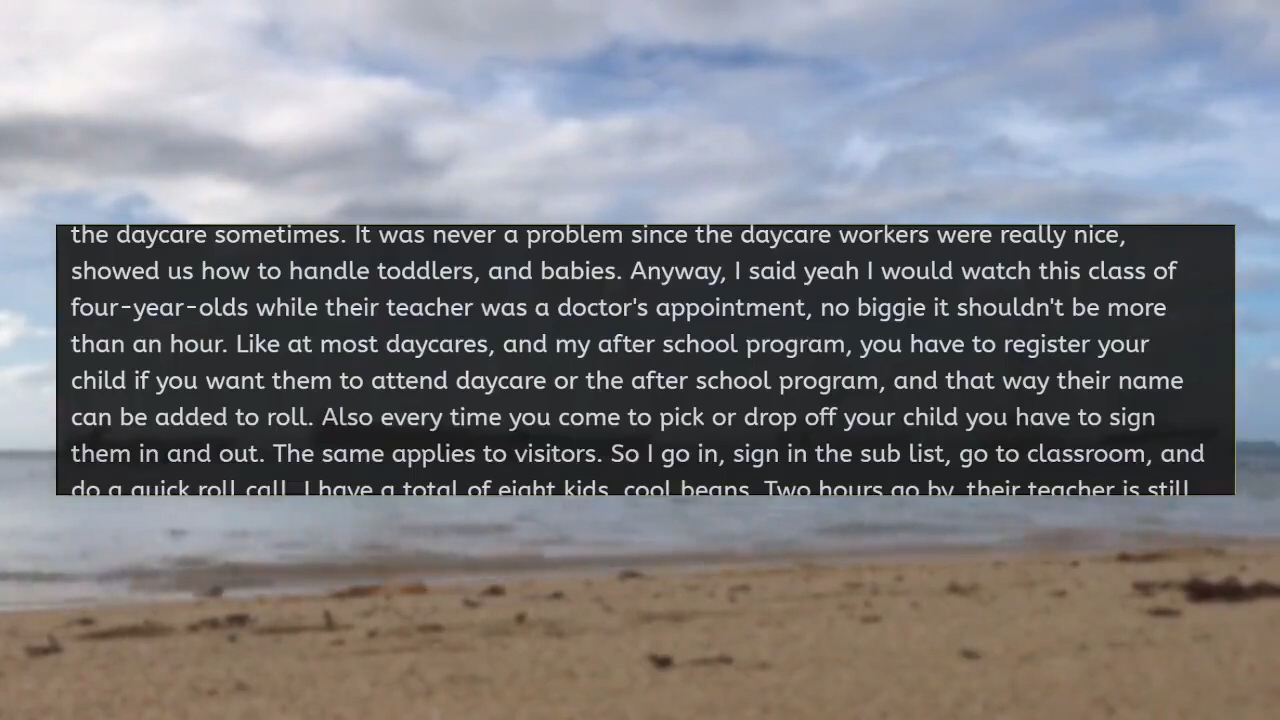 the daycare sometimes. It was never a problem since the daycare workers were really nice,
showed us how to handle toddlers, and babies. Anyway, I said yeah I would watch this class of
four-year-olds while their teacher was a doctor's appointment, no biggie it shouldn't be more
than an hour. Like at most daycares, and my after school program, you have to register your
child if you want them to attend daycare or the after school program, and that way their name
can be added to roll. Also every time you come to pick or drop off your child you have to sign
them in and out. The same applies to visitors. So I go in, sign in the sub list, go to classroom, and
do a quick roll call. I have a total of eight kids, cool beans. Two hours go by, their teacher is still